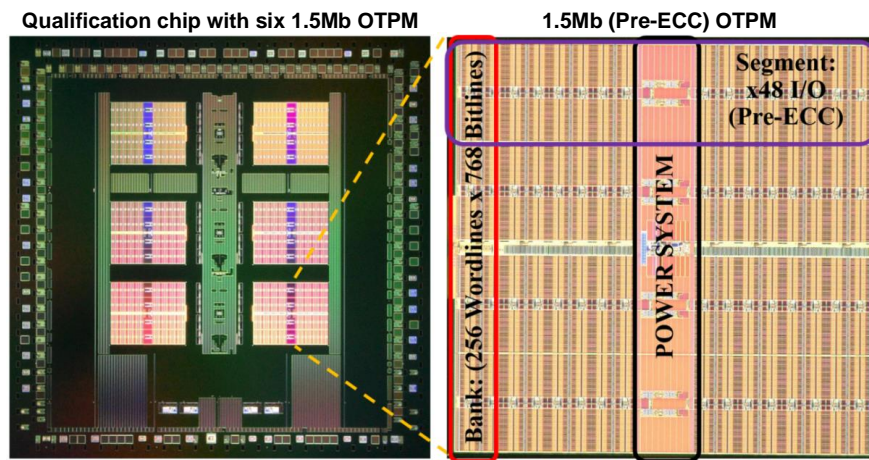 Qualification chip with six 1.5Mb OTPM
1.5Mb (Pre-ECC) OTPM
Segment:
x48 I/O
(Pre-ECC)
Bank: (256 Wordlines x 768 Bitlines)
POWER SYSTEM